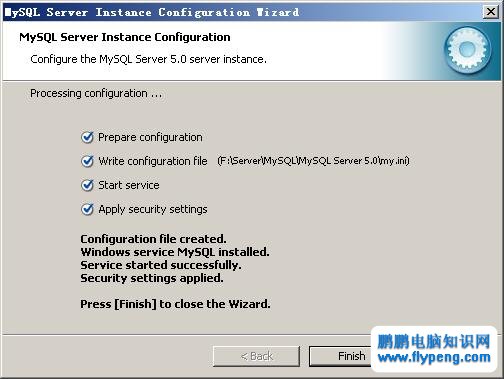 MySQL Server Instance Configuration Wizard
MySQL Server Instance Configuration
Configure the MySQL Server 5.0 server instance.
Processing configuration ...
Prepare configuration
Write configuration file (F:\Server\MySQL\MySQL Server 5.0\my.ini)
Start service
Apply security settings
Configuration file created.
Windows service MySQL installed.
Service started successfully.
Security settings applied.
Press [Finish] to close the Wizard.
< Back
Finish
鹏鹏电脑知识网
www.flypeng.com